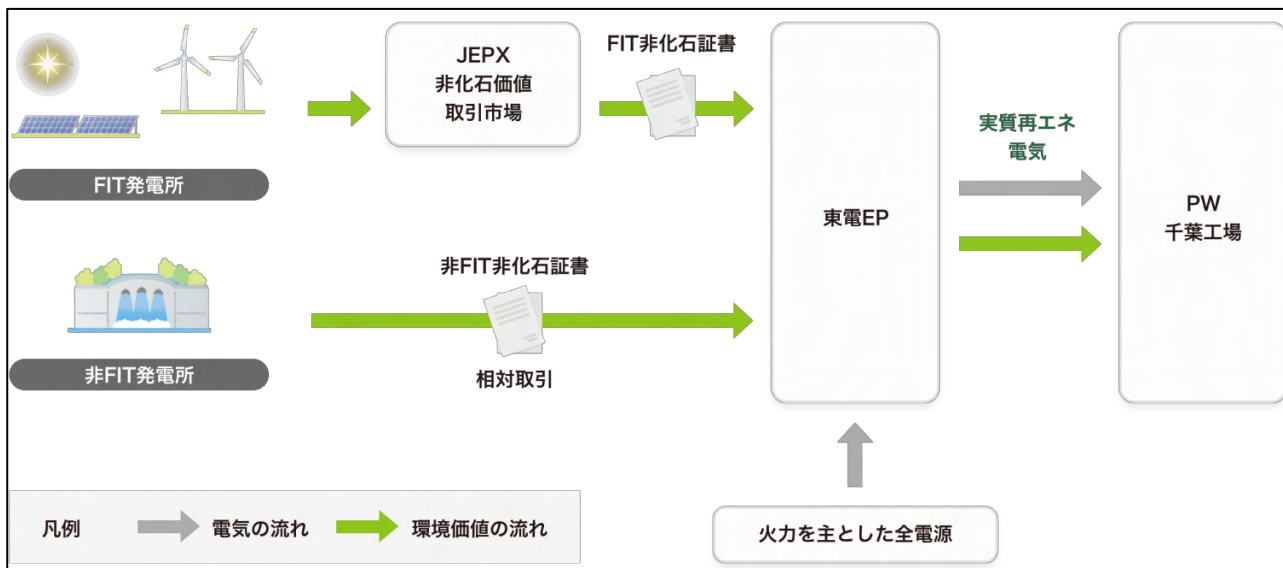 JEPX
非化石価値
取引市場
FIT非化石証書
実質再エネ
電気
FIT発電所
東電EP
PW
千葉工場
非FIT非化石証書
非FIT発電所
相対取引
凡例
電気の流れ
環境価値の流れ
火力を主とした全電源